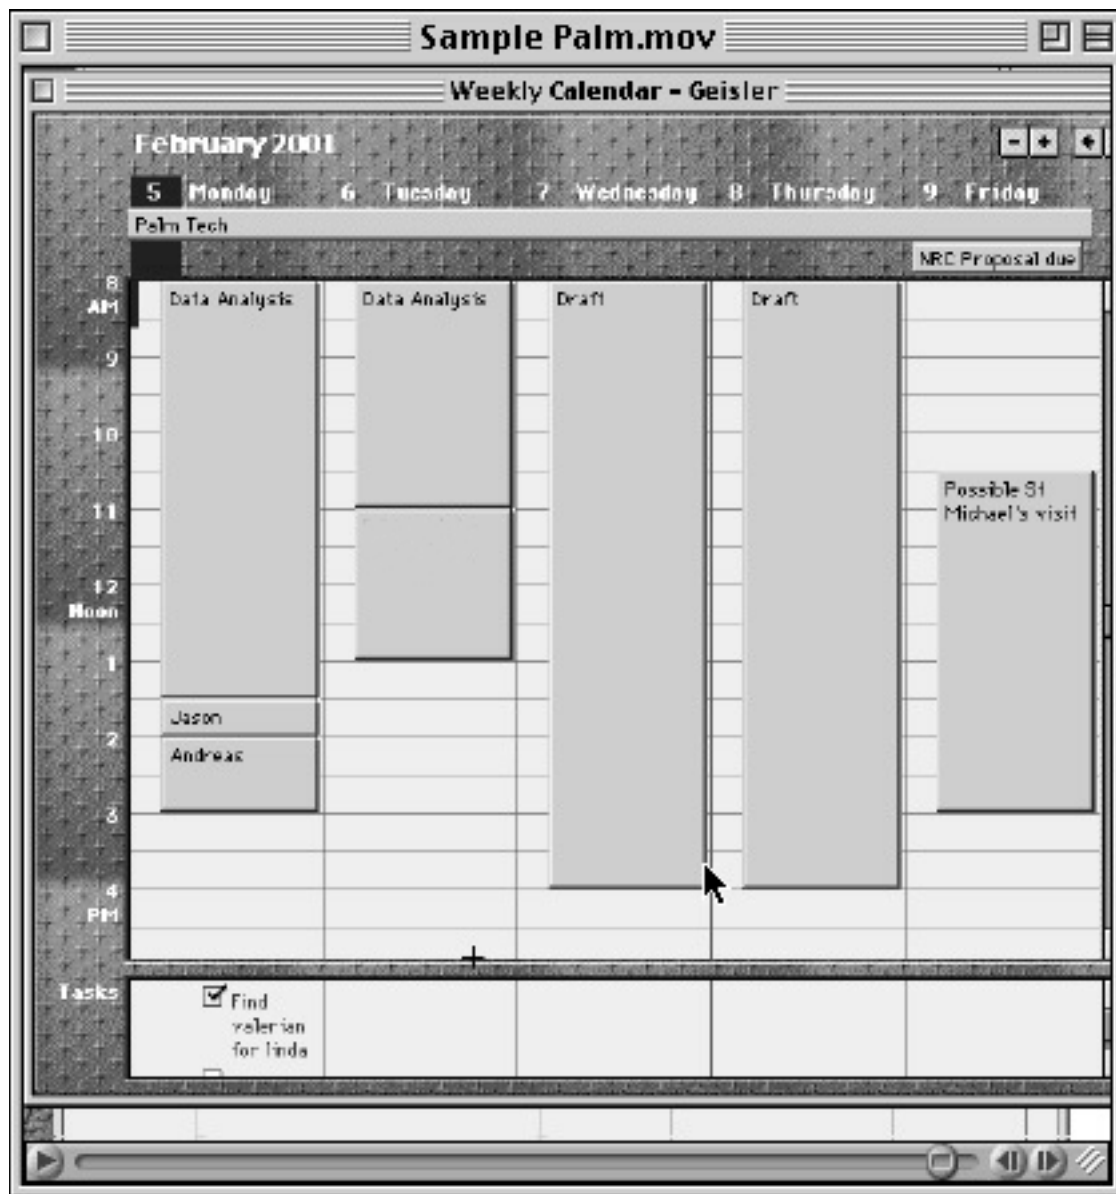 Sample Palm.mov
Weekly Calendar - Geisler
February 2001
- +
5 Monday 6 Tuesday 7 Wednesday 8 Thursday 9 Friday
Palm Tech
NRC Proposal due
8
AM
Data Analysis Data Analysis Draft Draft
9
10
Possible St
Michael's visit
11
12
Noon
1
Jason
2
Andreas
3
4
PM
Tasks
Find
valerian
for linda